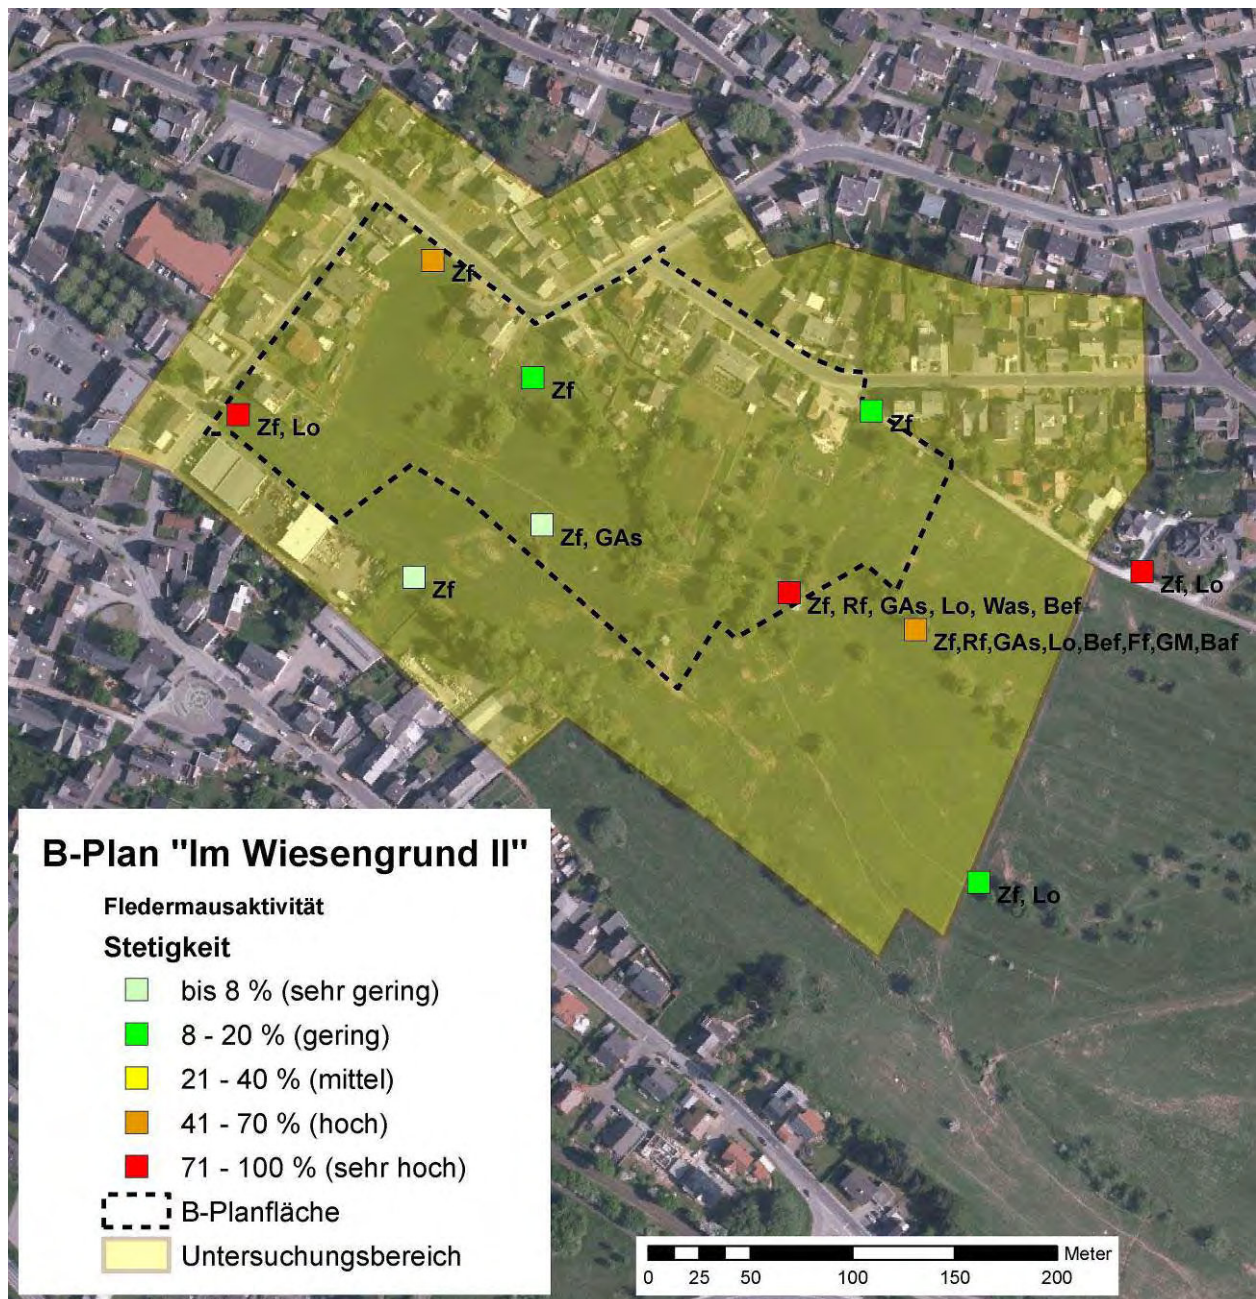 Zf
Zf
Zf, Lo
Zf
Zf, GAs
Zf
Zf, Lo
Zf, Rf, GAs, Lo, Was, Bef
Zf,Rf,GAs,Lo,Bef,Ff,GM,Baf
Zf, Lo
B-Plan "Im Wiesengrund II"
Fledermausaktivität
Stetigkeit
bis 8 % (sehr gering)
8 - 20 % (gering)
21 - 40 % (mittel)
41 - 70 % (hoch)
71 - 100 % (sehr hoch)
B-Planfläche
Untersuchungsbereich
Meter
0 25 50 100 150 200